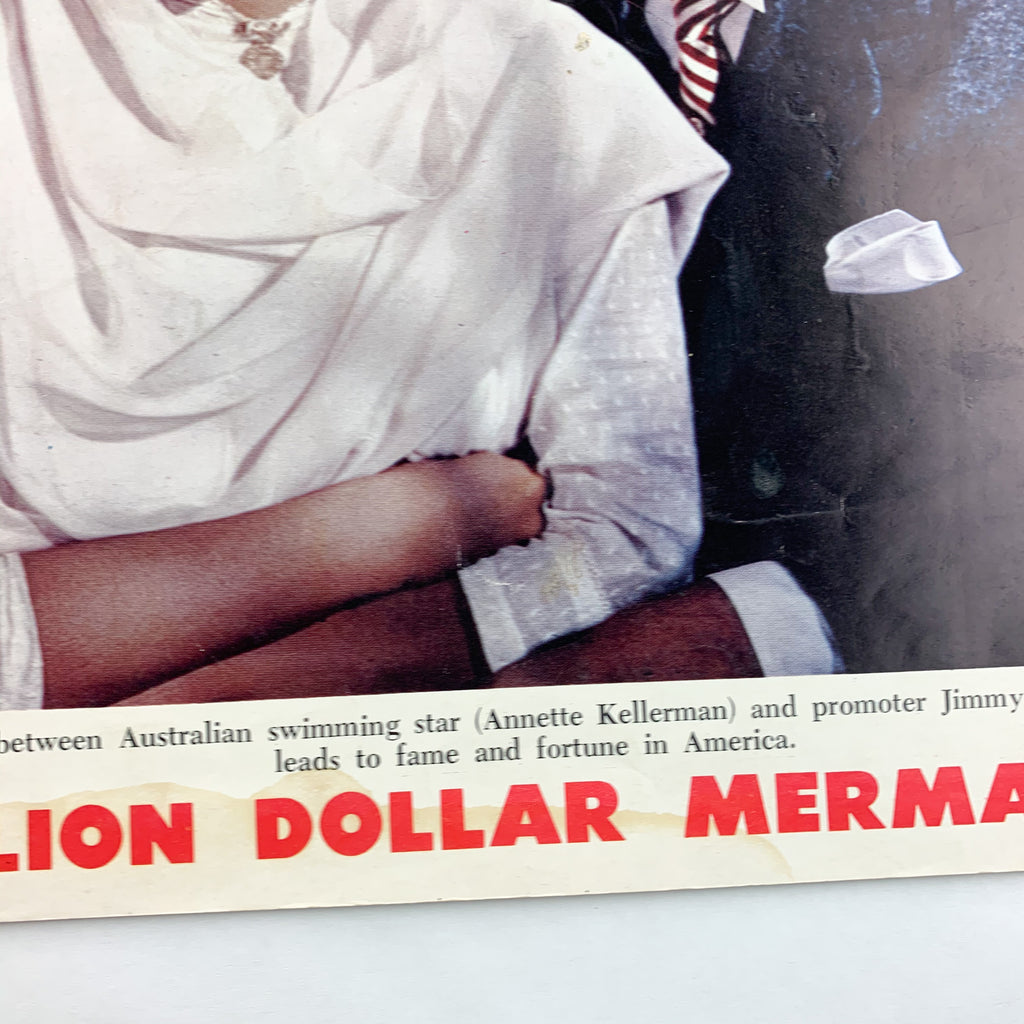 between Australian swimming star (Annette Kellerman) and promoter Jimmy
leads to fame and fortune in America.
LION DOLLAR MERMA